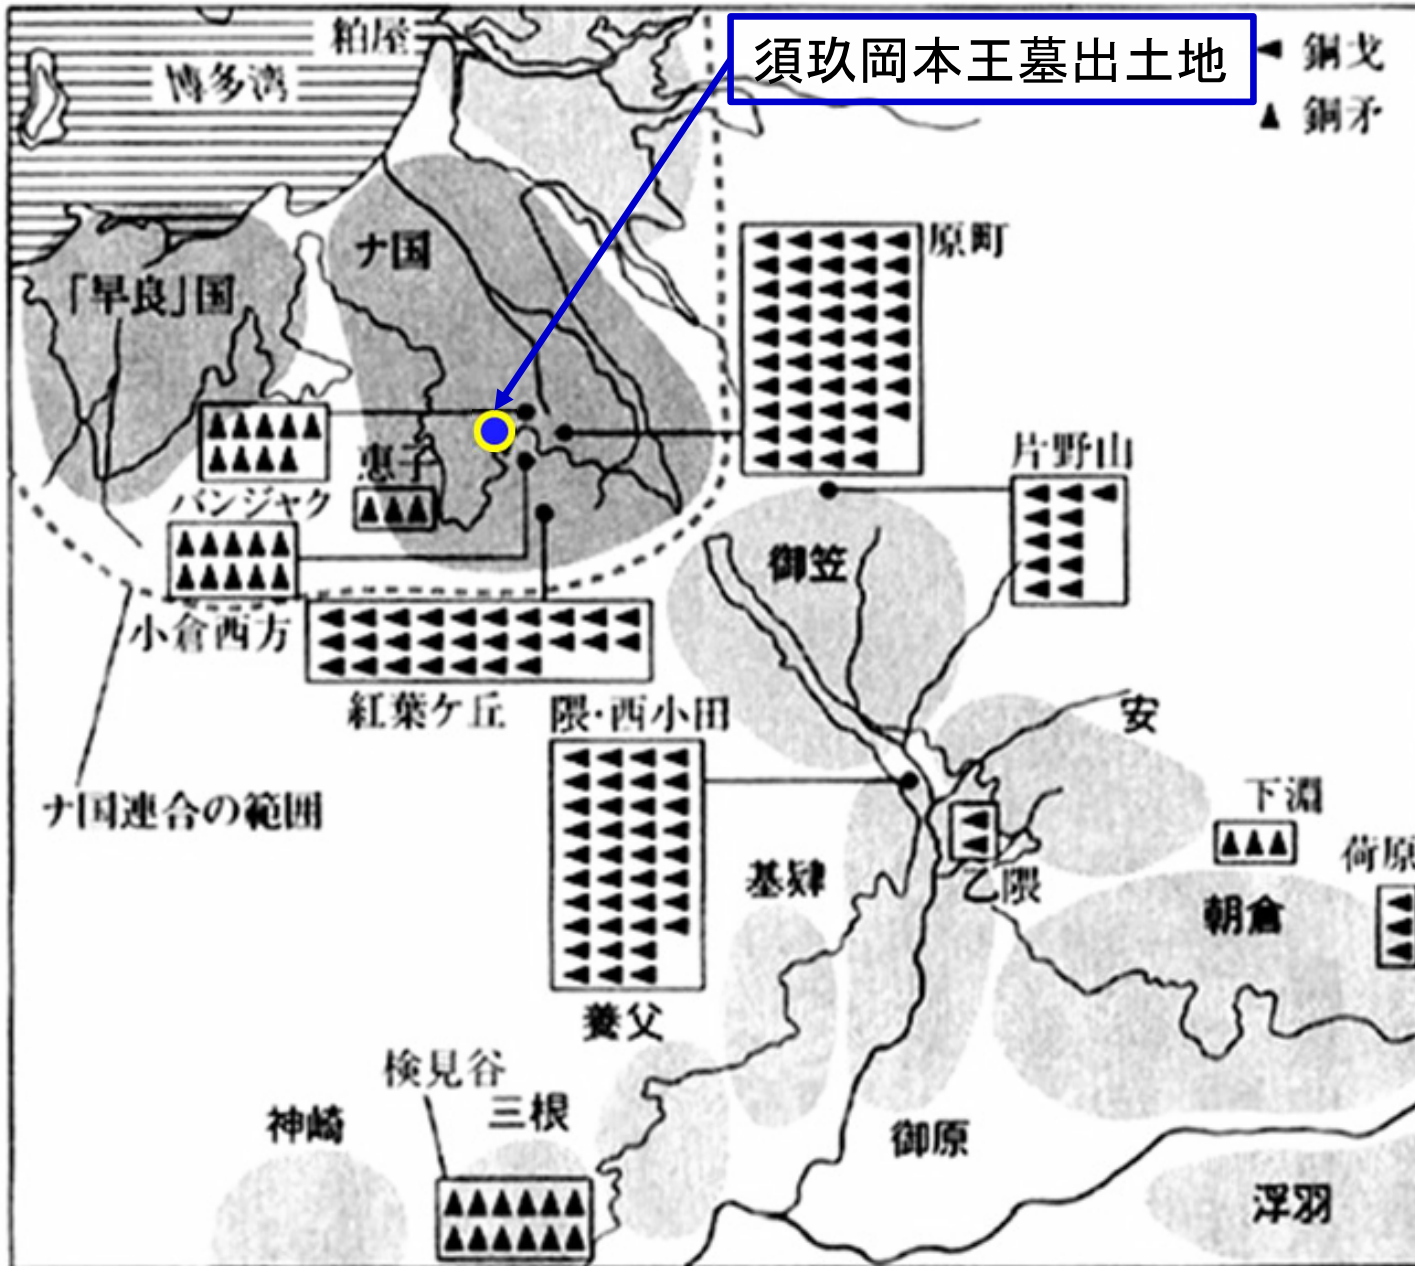 粕屋
須玖岡本王墓出土地
銅戈
博多湾
銅矛
ナ国
原町
「早良」国
片野山
恵子
バンジャク
御笠
小倉西方
紅葉ケ丘
隈・西小田
安
ナ国連合の範囲
下淵
荷原
基肄
乙隈
朝倉
養父
検見谷
三根
神崎
御原
浮羽